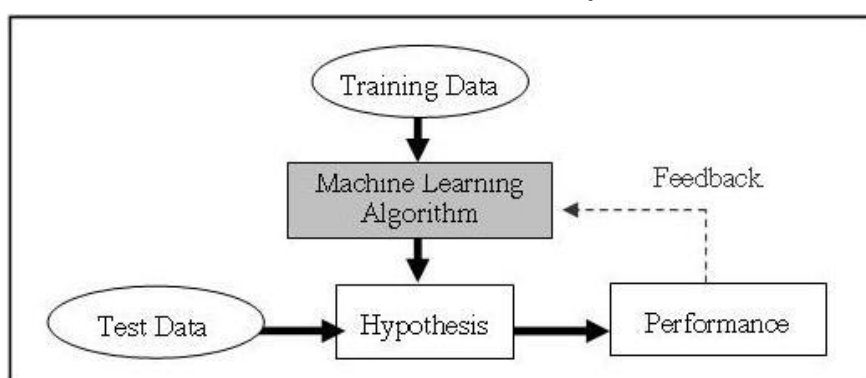 Training Data
Machine Learning
Algorithm
Feedback
Test Data
Hypothesis
Performance